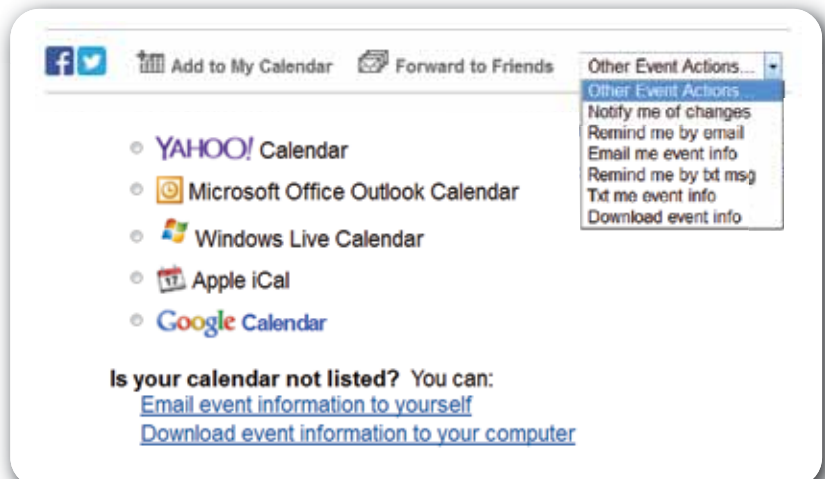 Add to My Calendar Forward to Friends Other Event Actions...
Other Event Actions...
Notify me of changes
Remind me by email
Email me event info
Remind me by txt msg
Txt me event info
Download event info
YAHOO! Calendar
Microsoft Office Outlook Calendar
Windows Live Calendar
17 Apple iCal
Google Calendar
Is your calendar not listed? You can:
Email event information to yourself
Download event information to your computer